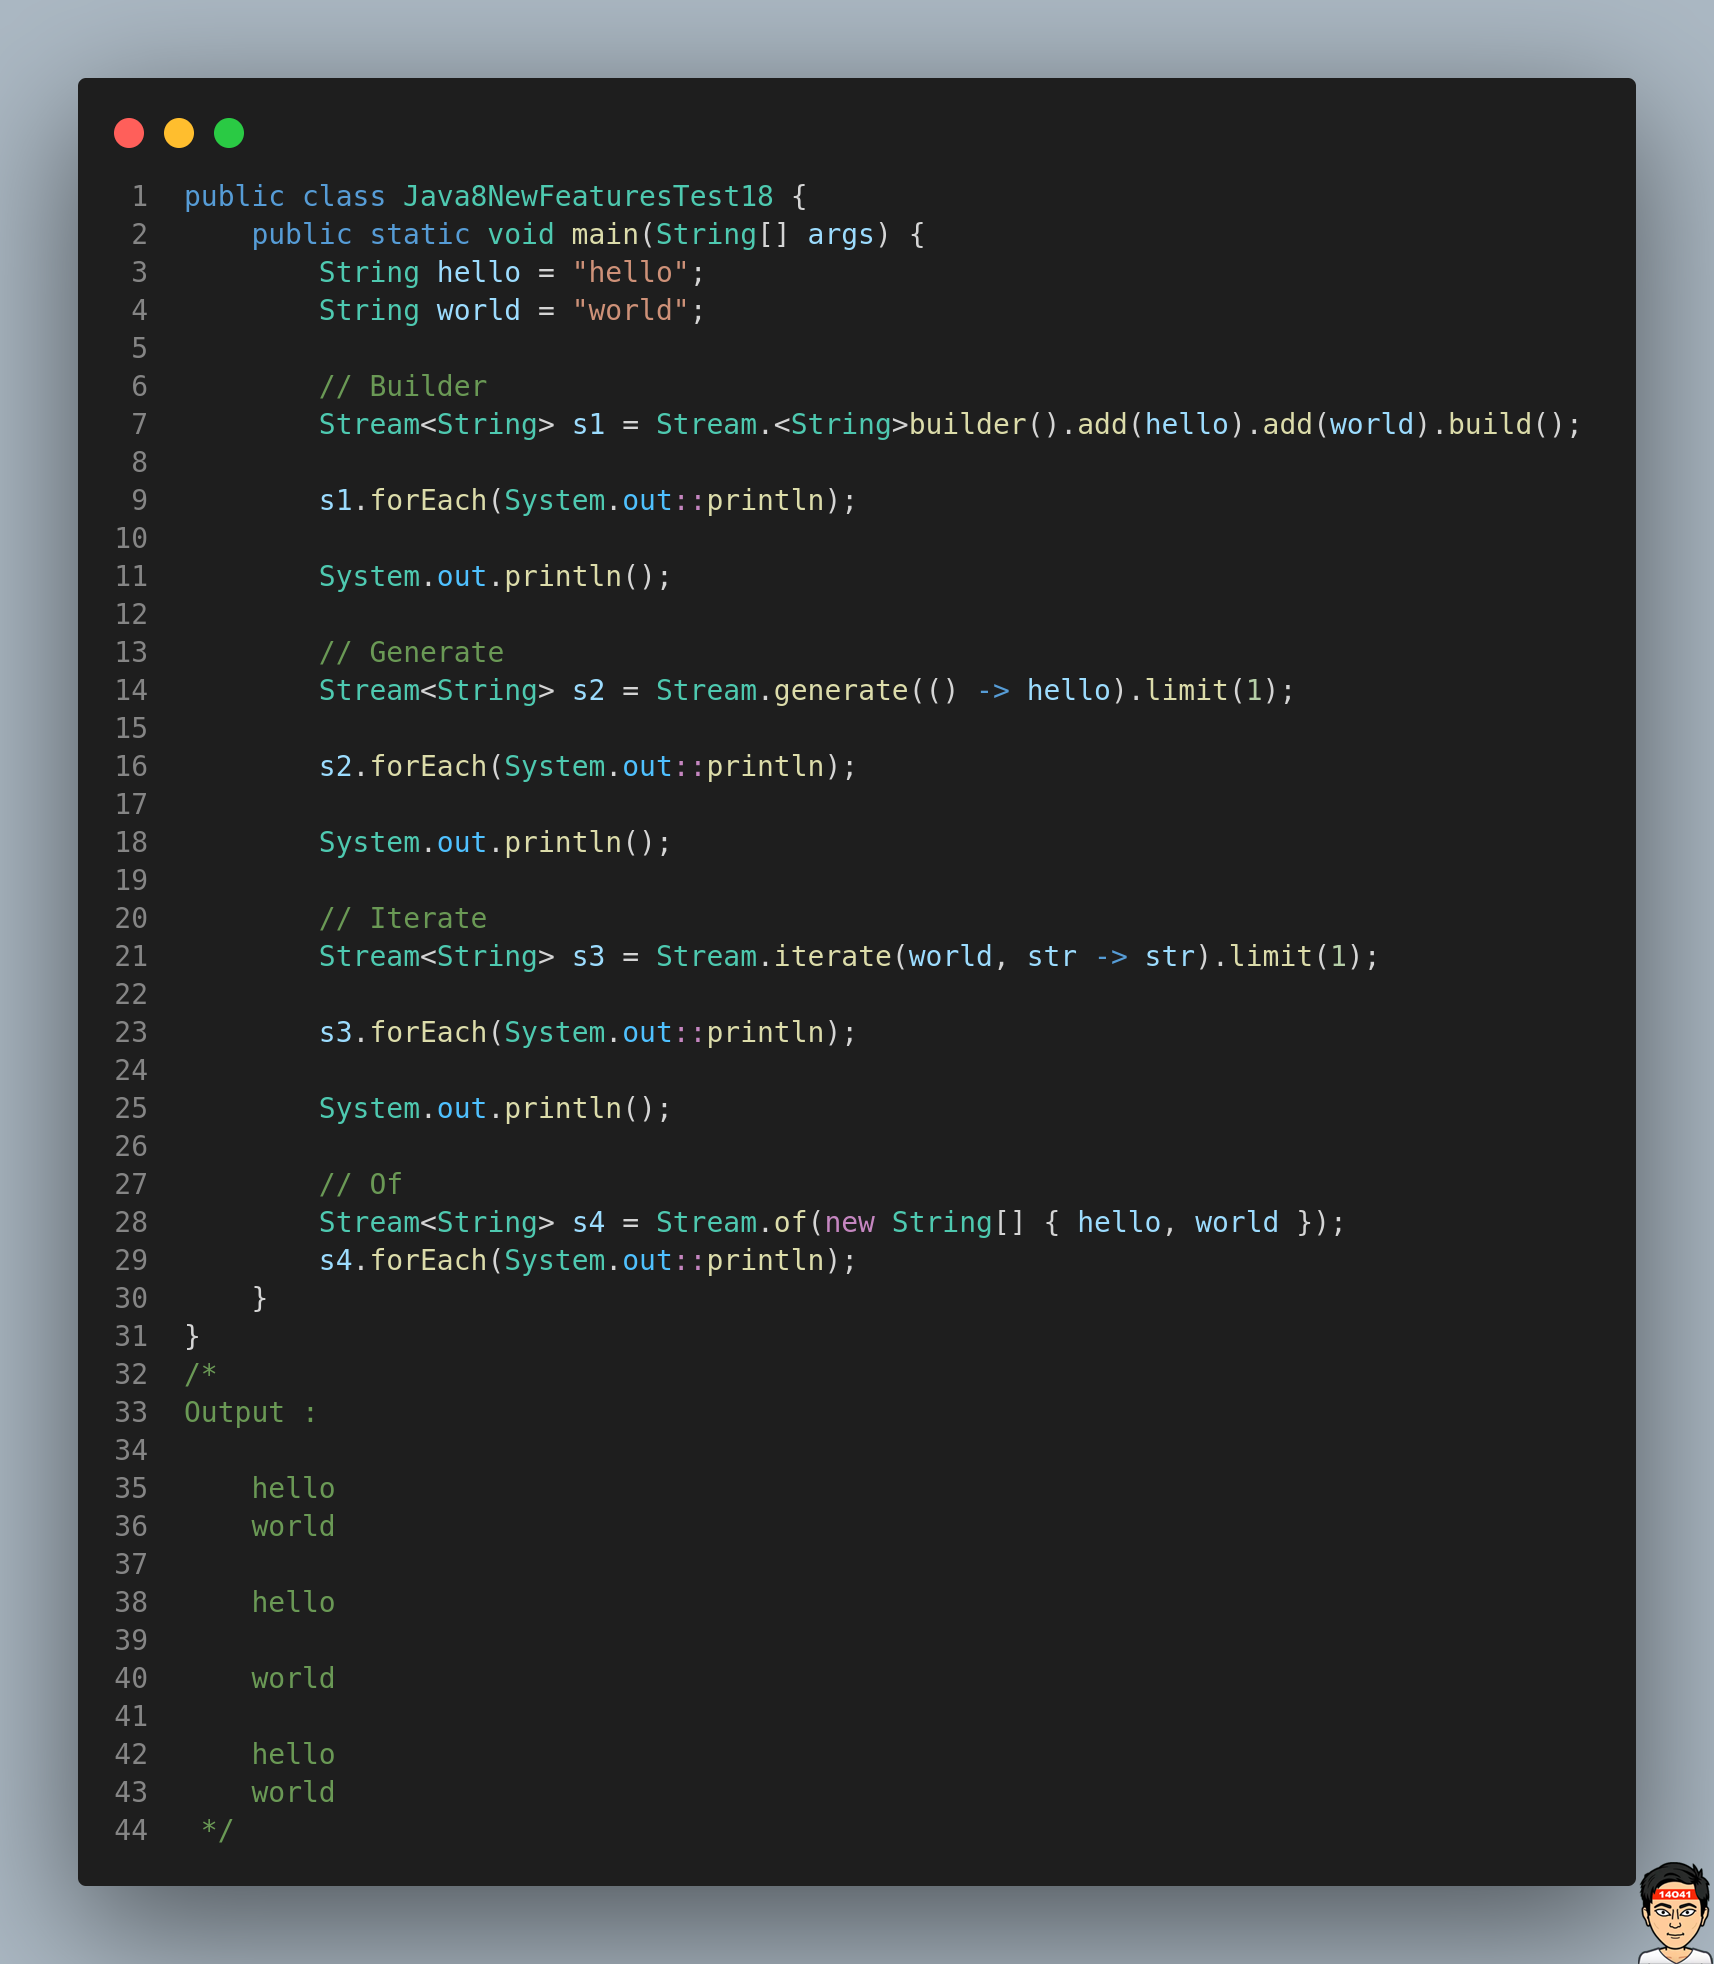 1 public class Java8NewFeaturesTest18 {
2     public static void main(String[] args) {
3         String hello = "hello";
4         String world = "world";
5
6         // Builder
7         Stream<String> s1 = Stream.<String>builder().add(hello).add(world).build();
8
9         s1.forEach(System.out::println);
10
11         System.out.println();
12
13         // Generate
14         Stream<String> s2 = Stream.generate(() -> hello).limit(1);
15
16         s2.forEach(System.out::println);
17
18         System.out.println();
19
20         // Iterate
21         Stream<String> s3 = Stream.iterate(world, str -> str).limit(1);
22
23         s3.forEach(System.out::println);
24
25         System.out.println();
26
27         // Of
28         Stream<String> s4 = Stream.of(new String[] { hello, world });
29         s4.forEach(System.out::println);
30     }
31 }
32 /*
33 Output :
34
35     hello
36     world
37
38     hello
39
40     world
41
42     hello
43     world
44  */
14041